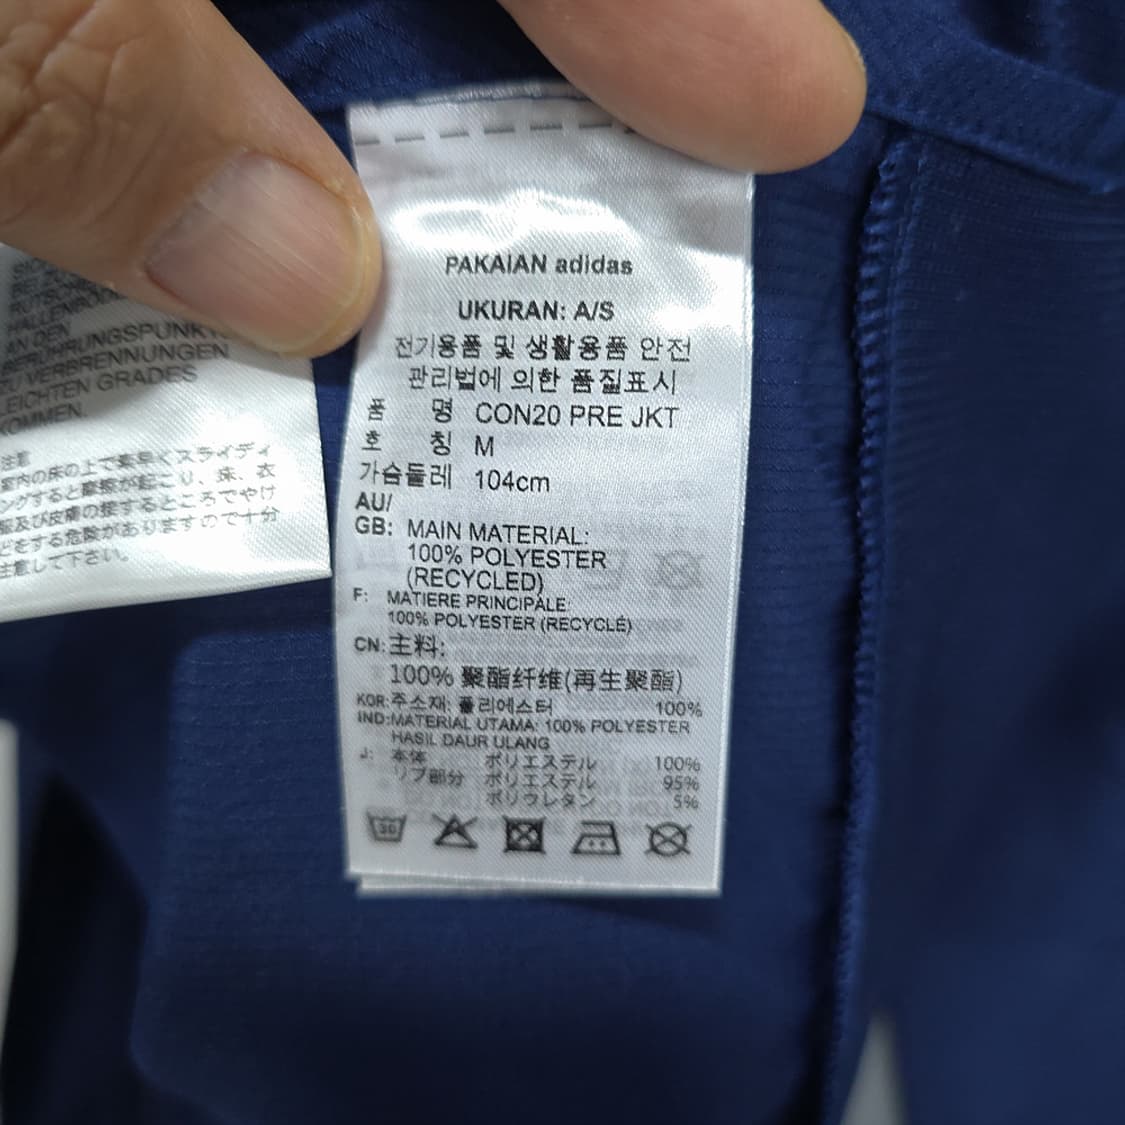 HALLENBODEN
AN DEN
BERÜHRUNGSPUNKTEN
ZU VERBRENNUNGEN
LEICHTEN GRADES
KOMMEN.
注意
室内の床の上で素早くスライディ
ングすると摩擦が起こり、床、衣
服及び皮膚の接するところでやけ
どをする危険がありますので十分
注意して下さい。
PAKAIAN adidas
UKURAN: A/S
전기용품 및 생활용품 안전
관리법에 의한 품질표시
품 명 CON20 PRE JKT
호 칭 M
가슴둘레 104cm
AU/
GB: MAIN MATERIAL:
100% POLYESTER
(RECYCLED)
F: MATIERE PRINCIPALE:
100% POLYESTER (RECYCLÉ)
CN: 主料:
100% 聚酯纤维(再生聚酯)
KOR: 주소재: 폴리에스터 100%
IND: MATERIAL UTAMA: 100% POLYESTER
HASIL DAUR ULANG
J: 本体 ポリエステル 100%
リブ部分 ポリエステル 95%
ポリウレタン 5%
30